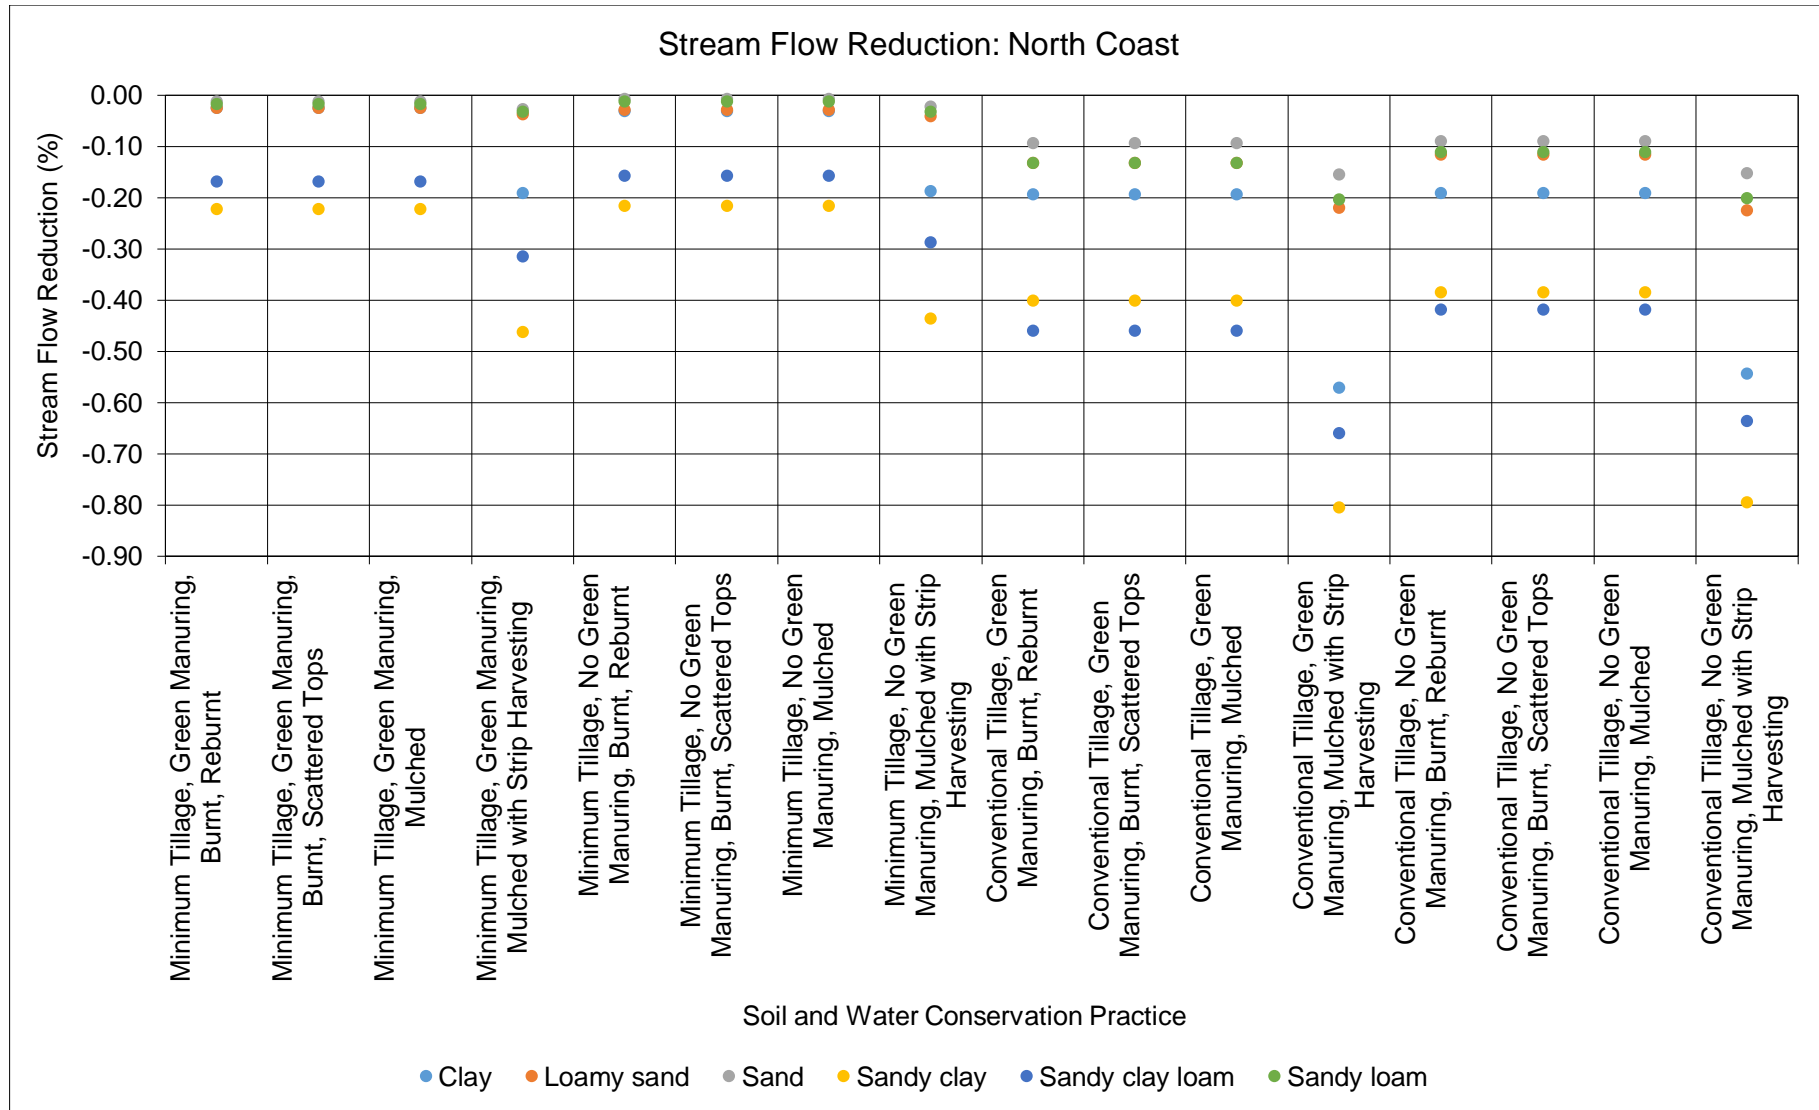 Stream Flow Reduction: North Coast
Stream Flow Reduction (%)
0.00
-0.10
-0.20
-0.30
-0.40
-0.50
-0.60
-0.70
-0.80
-0.90
Minimum Tillage, Green Manuring,
Burnt, Reburnt
Minimum Tillage, Green Manuring,
Burnt, Scattered Tops
Minimum Tillage, Green Manuring,
Mulched
Minimum Tillage, Green Manuring,
Mulched with Strip Harvesting
Minimum Tillage, No Green
Manuring, Burnt, Reburnt
Minimum Tillage, No Green
Manuring, Burnt, Scattered Tops
Minimum Tillage, No Green
Manuring, Mulched
Minimum Tillage, No Green
Manuring, Mulched with Strip
Harvesting
Conventional Tillage, Green
Manuring, Burnt, Reburnt
Conventional Tillage, Green
Manuring, Burnt, Scattered Tops
Conventional Tillage, Green
Manuring, Mulched
Conventional Tillage, Green
Manuring, Mulched with Strip
Harvesting
Conventional Tillage, No Green
Manuring, Burnt, Reburnt
Conventional Tillage, No Green
Manuring, Burnt, Scattered Tops
Conventional Tillage, No Green
Manuring, Mulched
Conventional Tillage, No Green
Manuring, Mulched with Strip
Harvesting
Soil and Water Conservation Practice
Clay
Loamy sand
Sand
Sandy clay
Sandy clay loam
Sandy loam